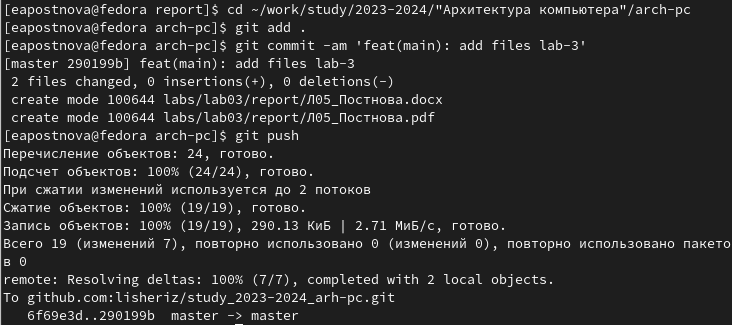 [eapostnova@fedora report]$ cd ~/work/study/2023-2024/"Архитектура компьютера"/arch-pc
[eapostnova@fedora arch-pc]$ git add .
[eapostnova@fedora arch-pc]$ git commit -am 'feat(main): add files lab-3'
[master 290199b] feat(main): add files lab-3
 2 files changed, 0 insertions(+), 0 deletions(-)
 create mode 100644 labs/lab03/report/Л05_Постнова.docx
 create mode 100644 labs/lab03/report/Л05_Постнова.pdf
[eapostnova@fedora arch-pc]$ git push
Перечисление объектов: 24, готово.
Подсчет объектов: 100% (24/24), готово.
При сжатии изменений используется до 2 потоков
Сжатие объектов: 100% (19/19), готово.
Запись объектов: 100% (19/19), 290.13 КиБ | 2.71 МиБ/с, готово.
Всего 19 (изменений 7), повторно использовано 0 (изменений 0), повторно использовано пакето
в 0
remote: Resolving deltas: 100% (7/7), completed with 2 local objects.
To github.com:lisheriz/study_2023-2024_arh-pc.git
   6f69e3d..290199b  master -> master